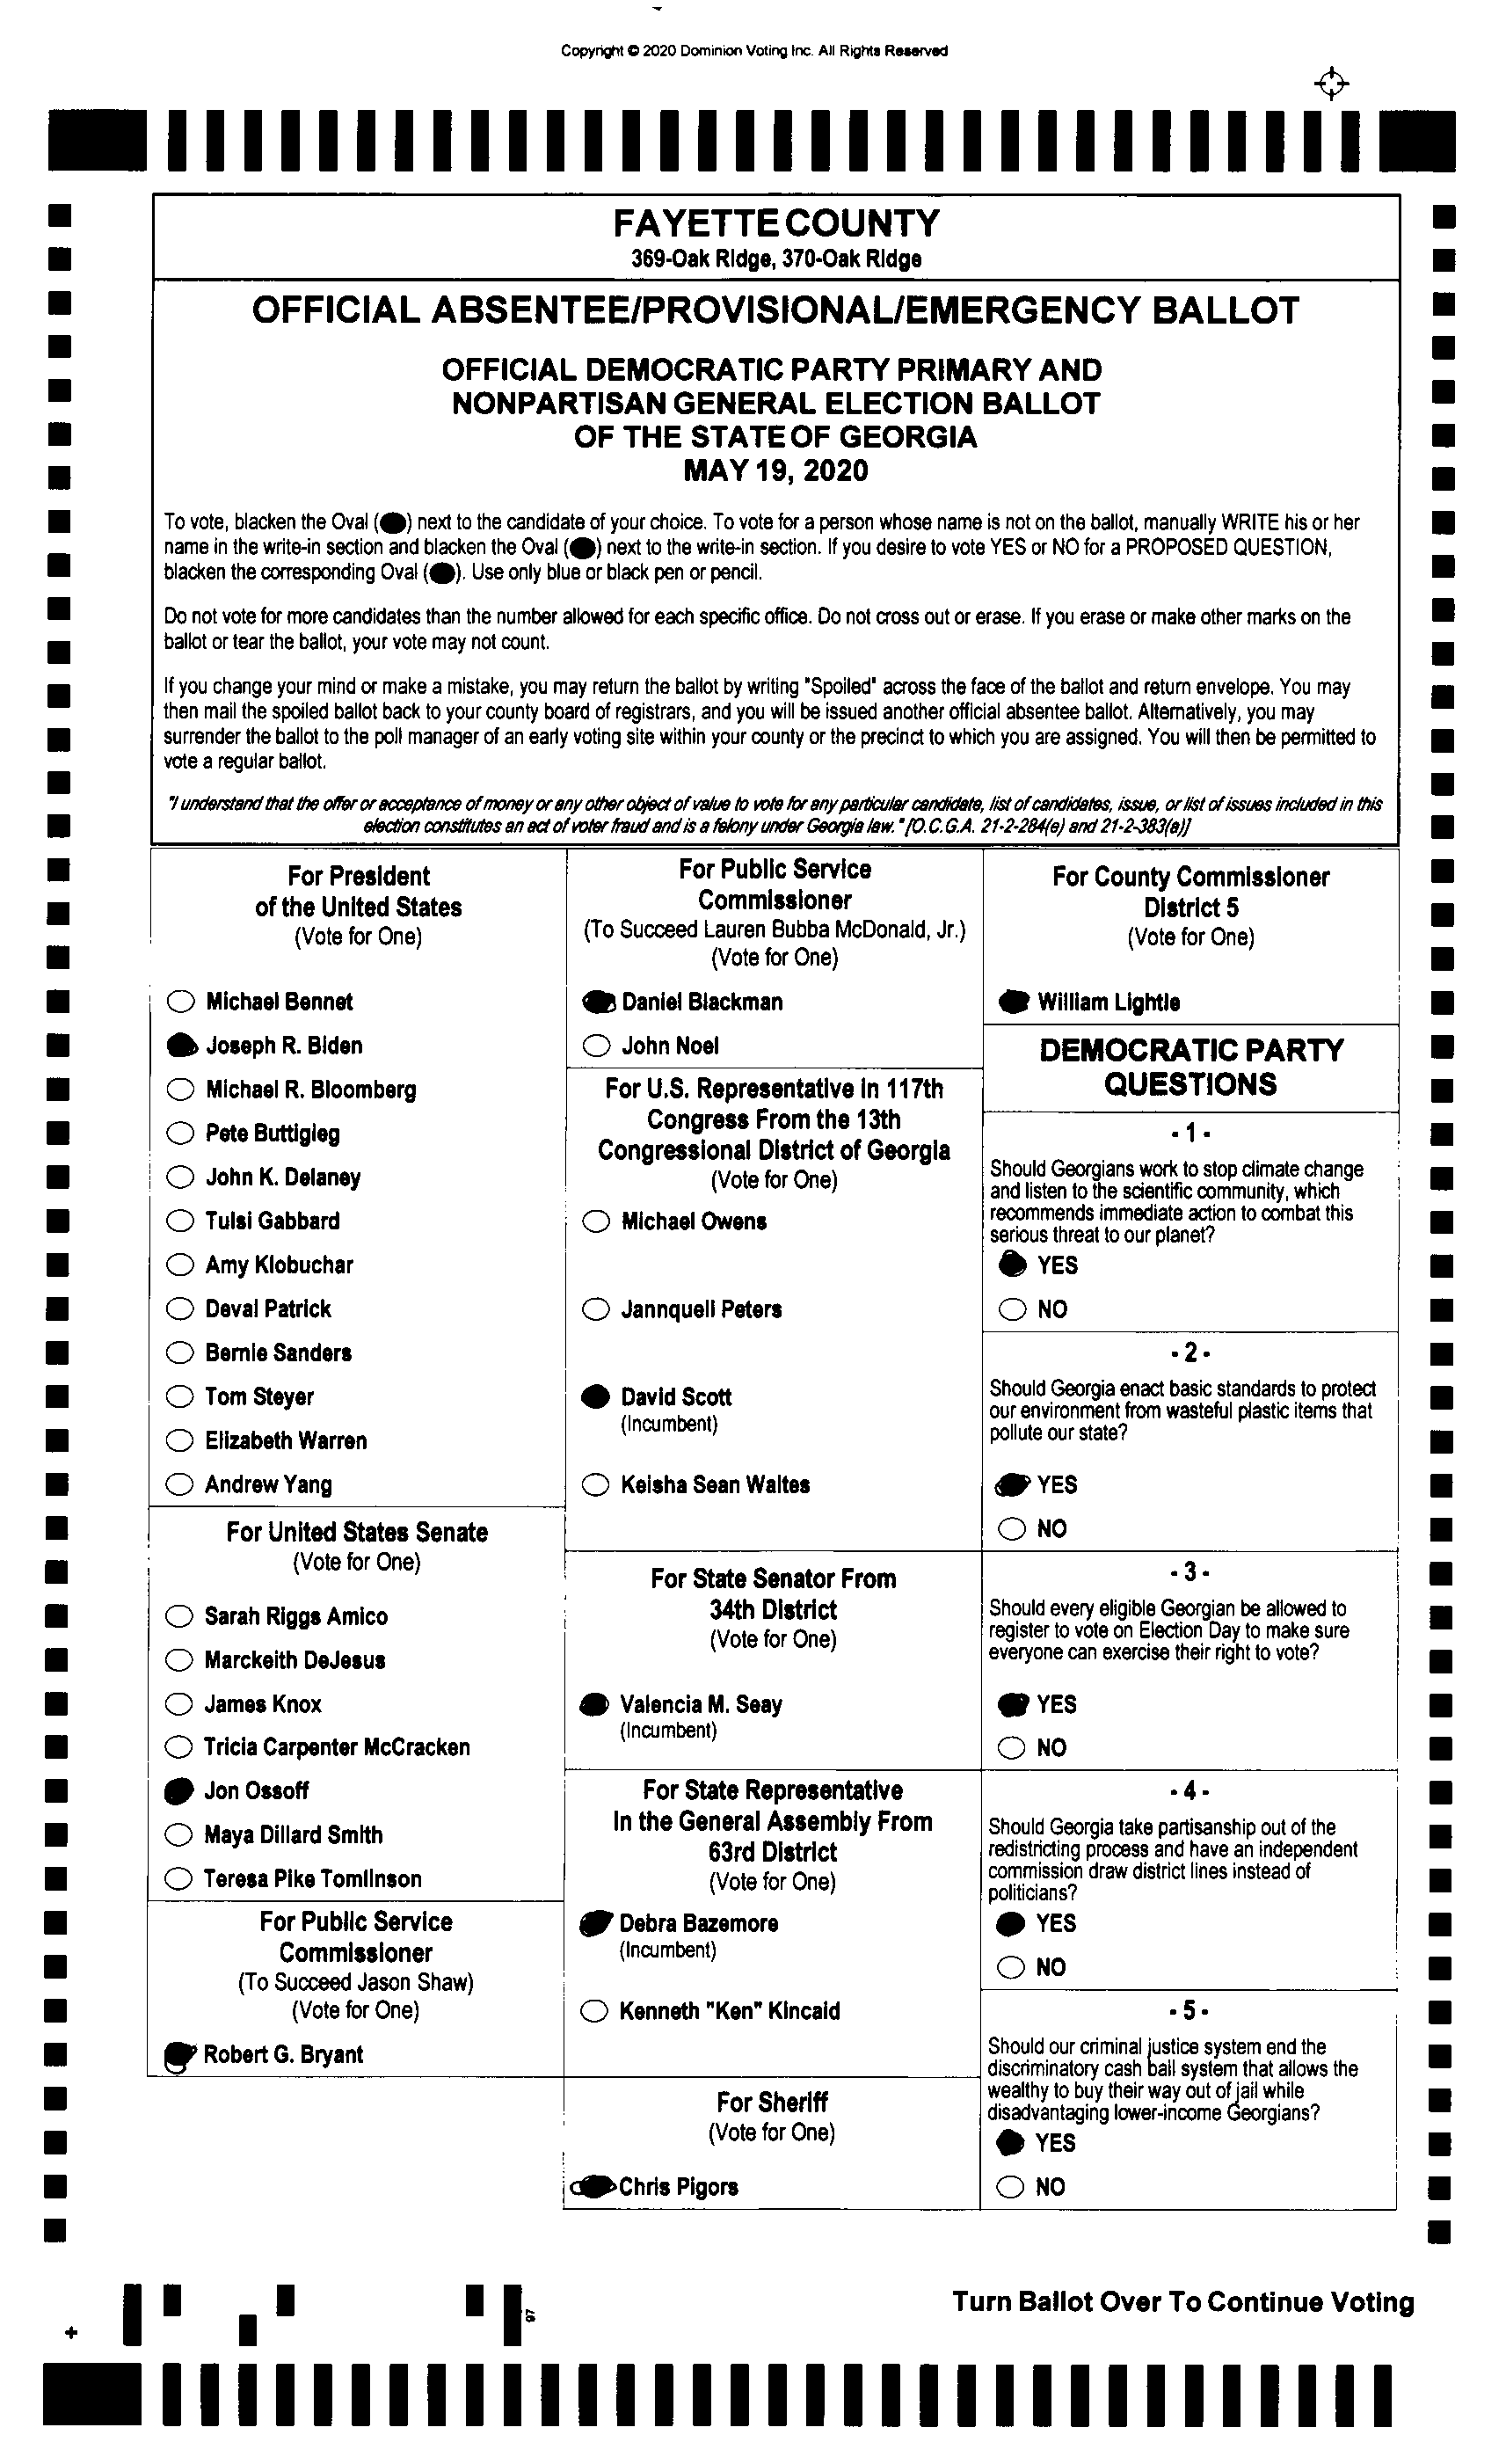 Copyright © 2020 Dominion Voting Inc. All Rights Reserved
FAYETTE COUNTY
369-Oak Ridge, 370-Oak Ridge
OFFICIAL ABSENTEE/PROVISIONAL/EMERGENCY BALLOT
OFFICIAL DEMOCRATIC PARTY PRIMARY AND
NONPARTISAN GENERAL ELECTION BALLOT
OF THE STATE OF GEORGIA
MAY 19, 2020
To vote, blacken the Oval ( ) next to the candidate of your choice. To vote for a person whose name is not on the ballot, manually WRITE his or her
name in the write-in section and blacken the Oval ( ) next to the write-in section. If you desire to vote YES or NO for a PROPOSED QUESTION,
blacken the corresponding Oval ( ). Use only blue or black pen or pencil.
Do not vote for more candidates than the number allowed for each specific office. Do not cross out or erase. If you erase or make other marks on the
ballot or tear the ballot, your vote may not count.
If you change your mind or make a mistake, you may return the ballot by writing "Spoiled" across the face of the ballot and return envelope. You may
then mail the spoiled ballot back to your county board of registrars, and you will be issued another official absentee ballot. Alternatively, you may
surrender the ballot to the poll manager of an early voting site within your county or the precinct to which you are assigned. You will then be permitted to
vote a regular ballot.
"I understand that the offer or acceptance of money or any other object of value to vote for any particular candidate, list of candidates, issue, or list of issues included in this
election constitutes an act of voter fraud and is a felony under Georgia law." [O.C.G.A. 21-2-284(e) and 21-2-383(a)]
For President
of the United States
(Vote for One)
Michael Bennet
Joseph R. Biden
Michael R. Bloomberg
Pete Buttigieg
John K. Delaney
Tulsi Gabbard
Amy Klobuchar
Deval Patrick
Bernie Sanders
Tom Steyer
Elizabeth Warren
Andrew Yang
For United States Senate
(Vote for One)
Sarah Riggs Amico
Marckeith DeJesus
James Knox
Tricia Carpenter McCracken
Jon Ossoff
Maya Dillard Smith
Teresa Pike Tomlinson
For Public Service
Commissioner
(To Succeed Jason Shaw)
(Vote for One)
Robert G. Bryant
For Public Service
Commissioner
(To Succeed Lauren Bubba McDonald, Jr.)
(Vote for One)
Daniel Blackman
John Noel
For U.S. Representative in 117th
Congress From the 13th
Congressional District of Georgia
(Vote for One)
Michael Owens
Jannquell Peters
David Scott
(Incumbent)
Keisha Sean Waites
For State Senator From
34th District
(Vote for One)
Valencia M. Seay
(Incumbent)
For State Representative
In the General Assembly From
63rd District
(Vote for One)
Debra Bazemore
(Incumbent)
Kenneth "Ken" Kincaid
For Sheriff
(Vote for One)
Chris Pigors
For County Commissioner
District 5
(Vote for One)
William Lightle
DEMOCRATIC PARTY
QUESTIONS
- 1 -
Should Georgians work to stop climate change
and listen to the scientific community, which
recommends immediate action to combat this
serious threat to our planet?
YES
NO
- 2 -
Should Georgia enact basic standards to protect
our environment from wasteful plastic items that
pollute our state?
YES
NO
- 3 -
Should every eligible Georgian be allowed to
register to vote on Election Day to make sure
everyone can exercise their right to vote?
YES
NO
- 4 -
Should Georgia take partisanship out of the
redistricting process and have an independent
commission draw district lines instead of
politicians?
YES
NO
- 5 -
Should our criminal justice system end the
discriminatory cash bail system that allows the
wealthy to buy their way out of jail while
disadvantaging lower-income Georgians?
YES
NO
Turn Ballot Over To Continue Voting
97